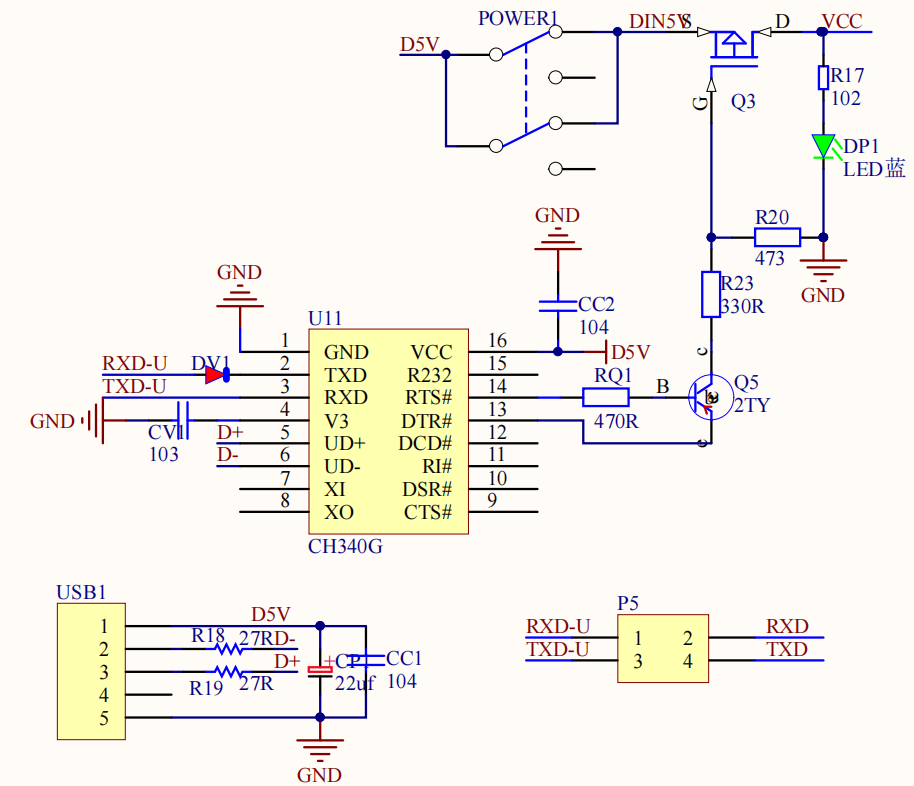 POWER1
D5V
DIN5V
S
D
VCC
G
Q3
R17
102
DP1
LED蓝
R20
473
GND
R23
330R
GND
CC2
104
D5V
c
RQ1
B
470R
Q5
2TY
e
GND
U11
RXD-U
DV1
TXD-U
GND
CV1
103
D+
D-
1 GND VCC 16
2 TXD R232 15
3 RXD RTS# 14
4 V3 DTR# 13
5 UD+ DCD# 12
6 UD- RI# 11
7 XI DSR# 10
8 XO CTS# 9
CH340G
USB1
1
2
3
4
5
D5V
R18 27R D-
D+
R19 27R
22uf
CC1
104
GND
P5
RXD-U 1 2 RXD
TXD-U 3 4 TXD